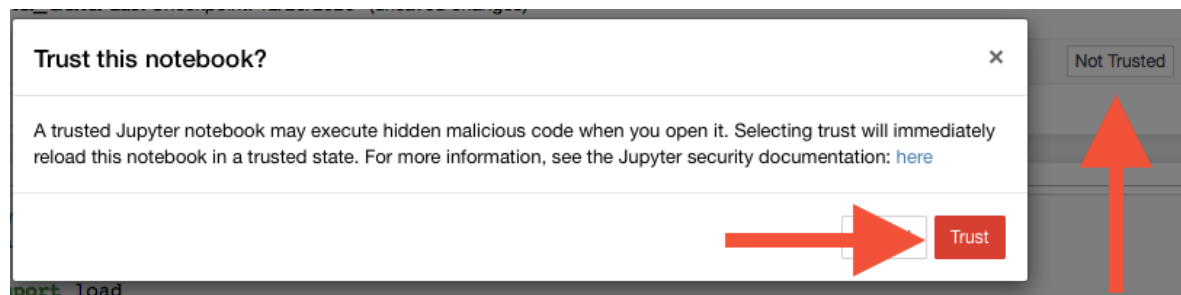 Trust this notebook?
×
Not Trusted
A trusted Jupyter notebook may execute hidden malicious code when you open it. Selecting trust will immediately
reload this notebook in a trusted state. For more information, see the Jupyter security documentation: here
Trust
port load